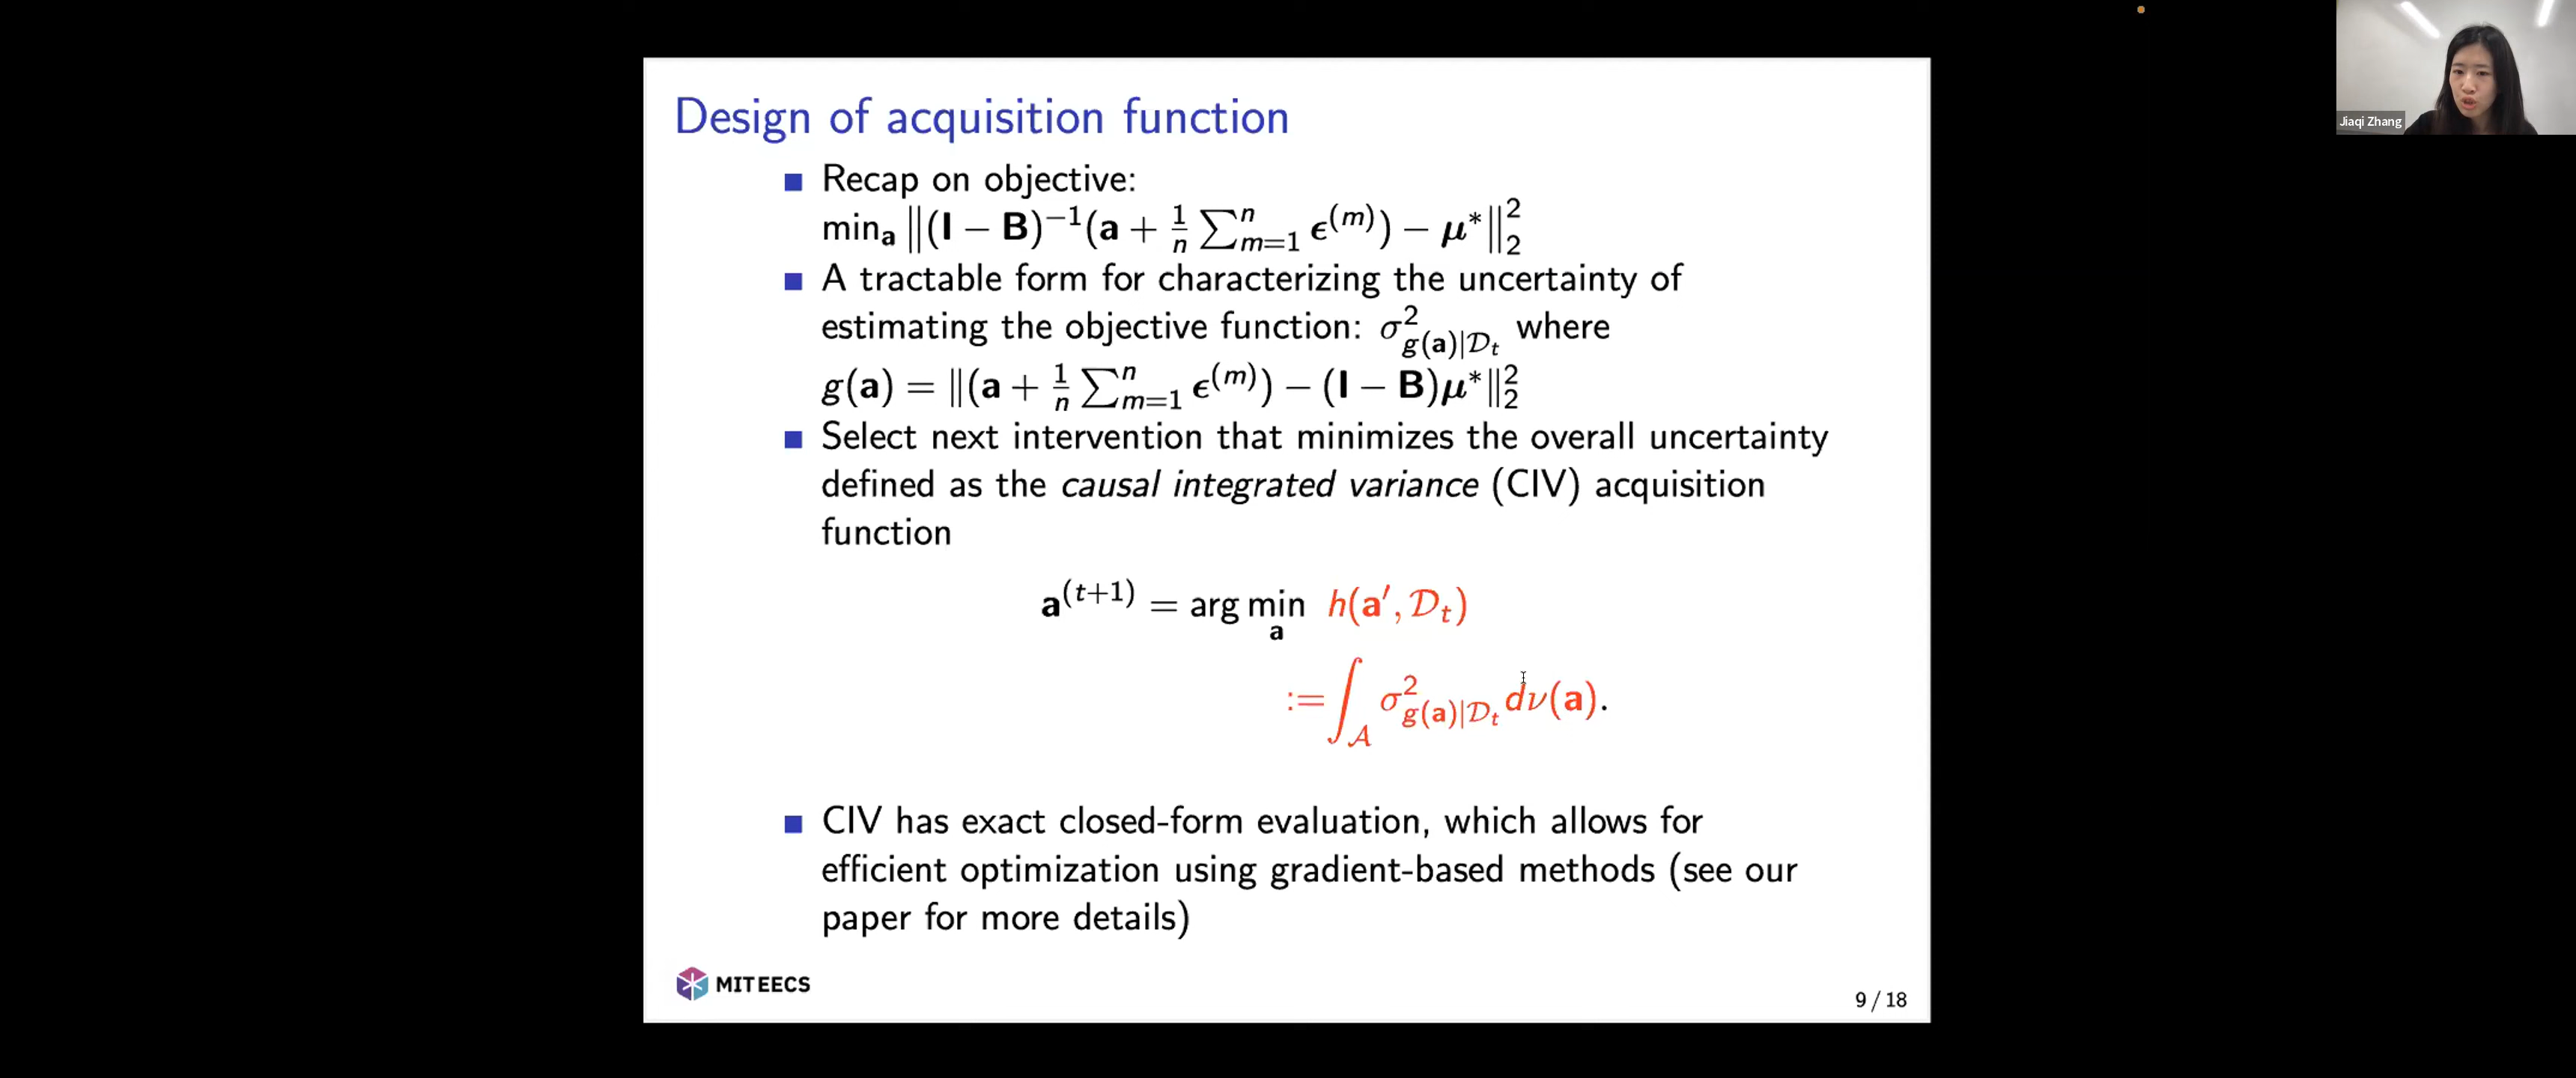 Jiaqi Zhang
Design of acquisition function
Recap on objective:
min_a ‖(I − B)^{−1}(a + 1/n ∑_{m=1}^{n} ϵ^{(m)}) − μ*‖_2^2
A tractable form for characterizing the uncertainty of
estimating the objective function: σ^2_{g(a)|𝒟_t} where
g(a) = ‖(a + 1/n ∑_{m=1}^{n} ϵ^{(m)}) − (I − B)μ*‖_2^2
Select next intervention that minimizes the overall uncertainty
defined as the causal integrated variance (CIV) acquisition
function
a^{(t+1)} = arg min_a h(a′, 𝒟_t)
:= ∫_𝒜 σ^2_{g(a)|𝒟_t} dν(a).
CIV has exact closed-form evaluation, which allows for
efficient optimization using gradient-based methods (see our
paper for more details)
MIT EECS
9 / 18